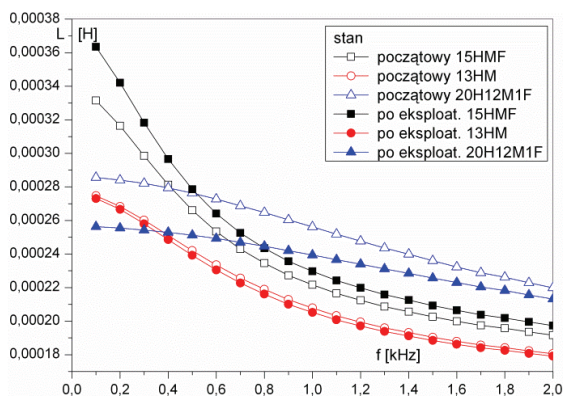 0,00038
L [H]
0,00036
0,00034
0,00032
0,00030
0,00028
0,00026
0,00024
0,00022
0,00020
0,00018
stan
początowy 15HMF
początowy 13HM
początowy 20H12M1F
po eksploat. 15HMF
po eksploat. 13HM
po eksploat. 20H12M1F
f [kHz]
0,0 0,2 0,4 0,6 0,8 1,0 1,2 1,4 1,6 1,8 2,0